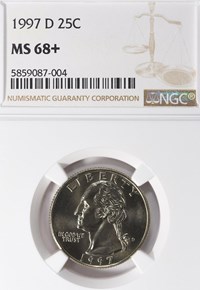 1997 D 25C
MS 68+
5859087-004
NUMISMATIC GUARANTY CORPORATION
NGC
LIBERTY
IN GOD WE
TRUST
D
1997